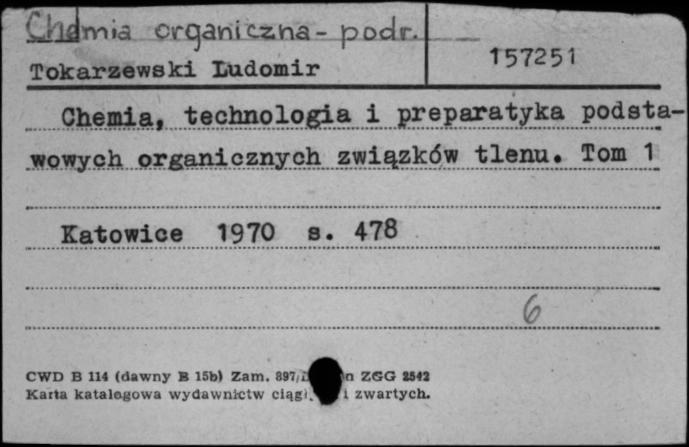 Chemia organiczna - podr.
157251
Tokarzewski Ludomir
Chemia, technologia i preparatyka podsta-
wowych organicznych związków tlenu. Tom 1
Katowice 1970 s. 478
6
CWD B 114 (dawny B 15b) Zam. 897 ZGG 2542
Karta katalogowa wydawnictw i zwartych.